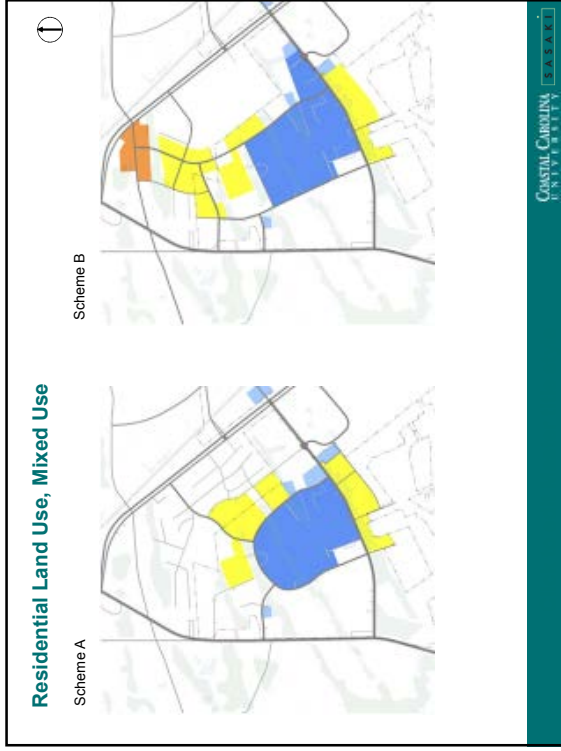 Residential Land Use, Mixed Use
Scheme A
Scheme B
COASTAL CAROLINA
UNIVERSITY
SASAKI